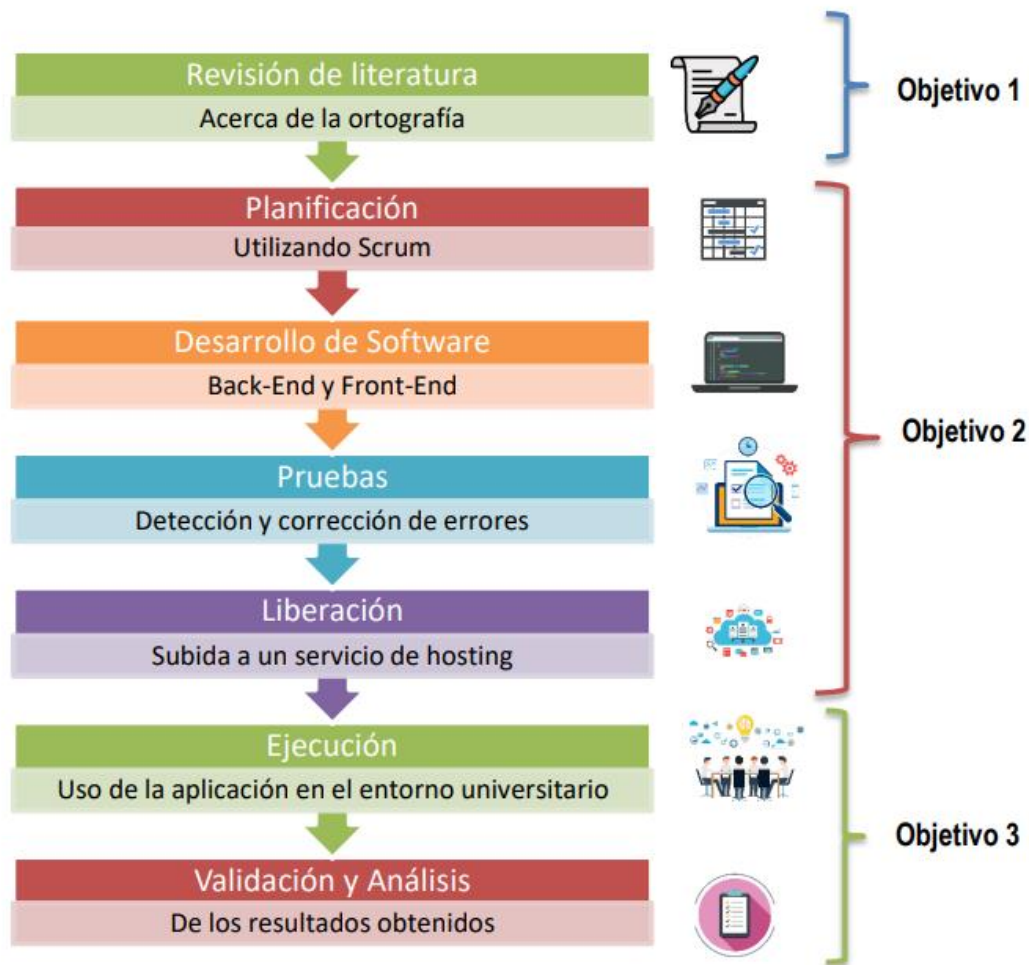 Revisión de literatura
Acerca de la ortografía
Objetivo 1
Planificación
Utilizando Scrum
Desarrollo de Software
Back-End y Front-End
Objetivo 2
Pruebas
Detección y corrección de errores
Liberación
Subida a un servicio de hosting
Ejecución
Uso de la aplicación en el entorno universitario
Objetivo 3
Validación y Análisis
De los resultados obtenidos